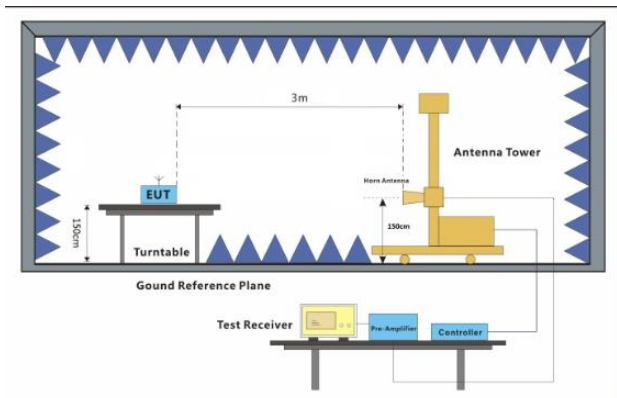 3m
Antenna Tower
Horn Antenna
EUT
150cm
150cm
Turntable
Gound Reference Plane
Test Receiver
Pre-Amplifier
Controller